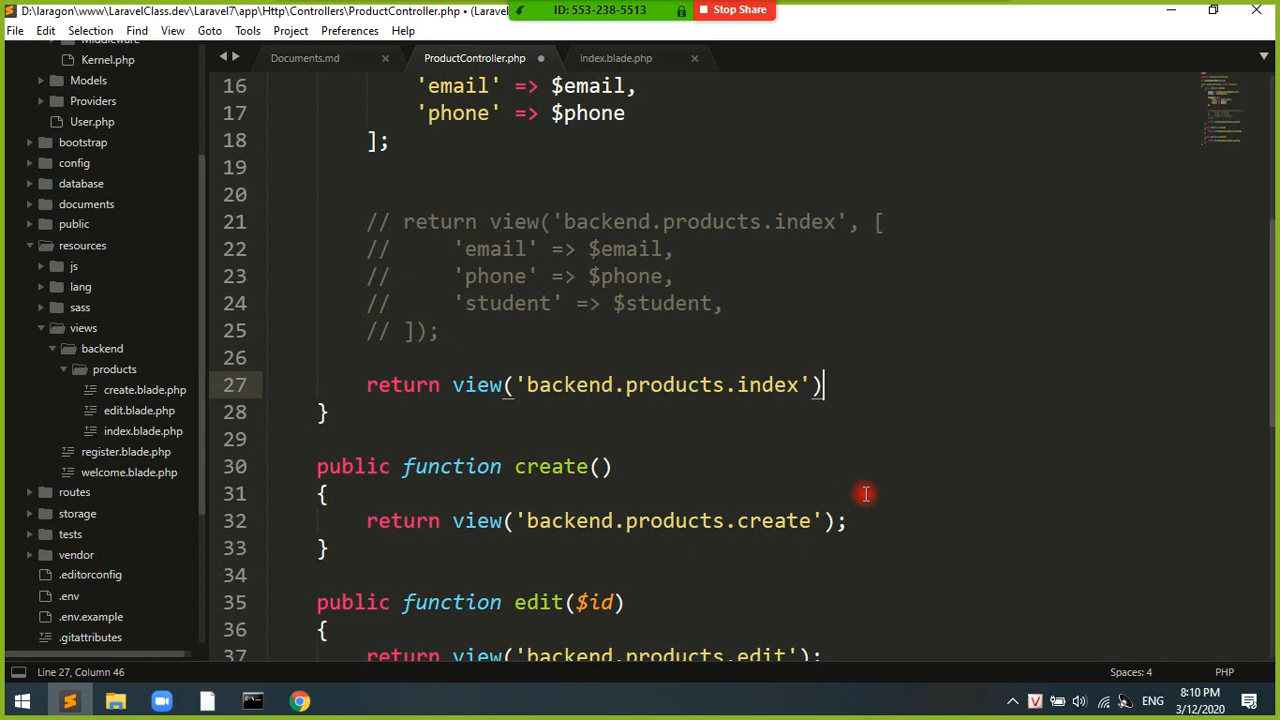 D:\laragon\www\LaravelClass.dev\Laravel7\app\Http\Controllers\ProductController.php • (Larave
ID: 553-238-5513
Stop Share
File Edit Selection Find View Goto Tools Project Preferences Help
Documents.md
ProductController.php
index.blade.php
Middleware
Kernel.php
Models
Providers
User.php
bootstrap
config
database
documents
public
resources
js
lang
sass
views
backend
products
create.blade.php
edit.blade.php
index.blade.php
register.blade.php
welcome.blade.php
routes
storage
tests
vendor
.editorconfig
.env
.env.example
.gitattributes
16 'email' => $email,
17 'phone' => $phone
18 ];
19
20
21 // return view('backend.products.index', [
22 // 'email' => $email,
23 // 'phone' => $phone,
24 // 'student' => $student,
25 // ]);
26
27 return view('backend.products.index')
28 }
29
30 public function create()
31 {
32 return view('backend.products.create');
33 }
34
35 public function edit($id)
36 {
37 return view('backend.products.edit');
Line 27, Column 46
Spaces: 4
PHP
V
ENG
8:10 PM
3/12/2020